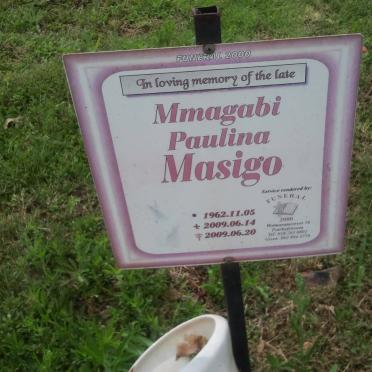 FUNERAL 2000
In loving memory of the late
Mmagabi
Paulina
Masigo
* 1962.11.05
2009.06.14
2009.06.20
Service rendered by:
FUNERAL
2000